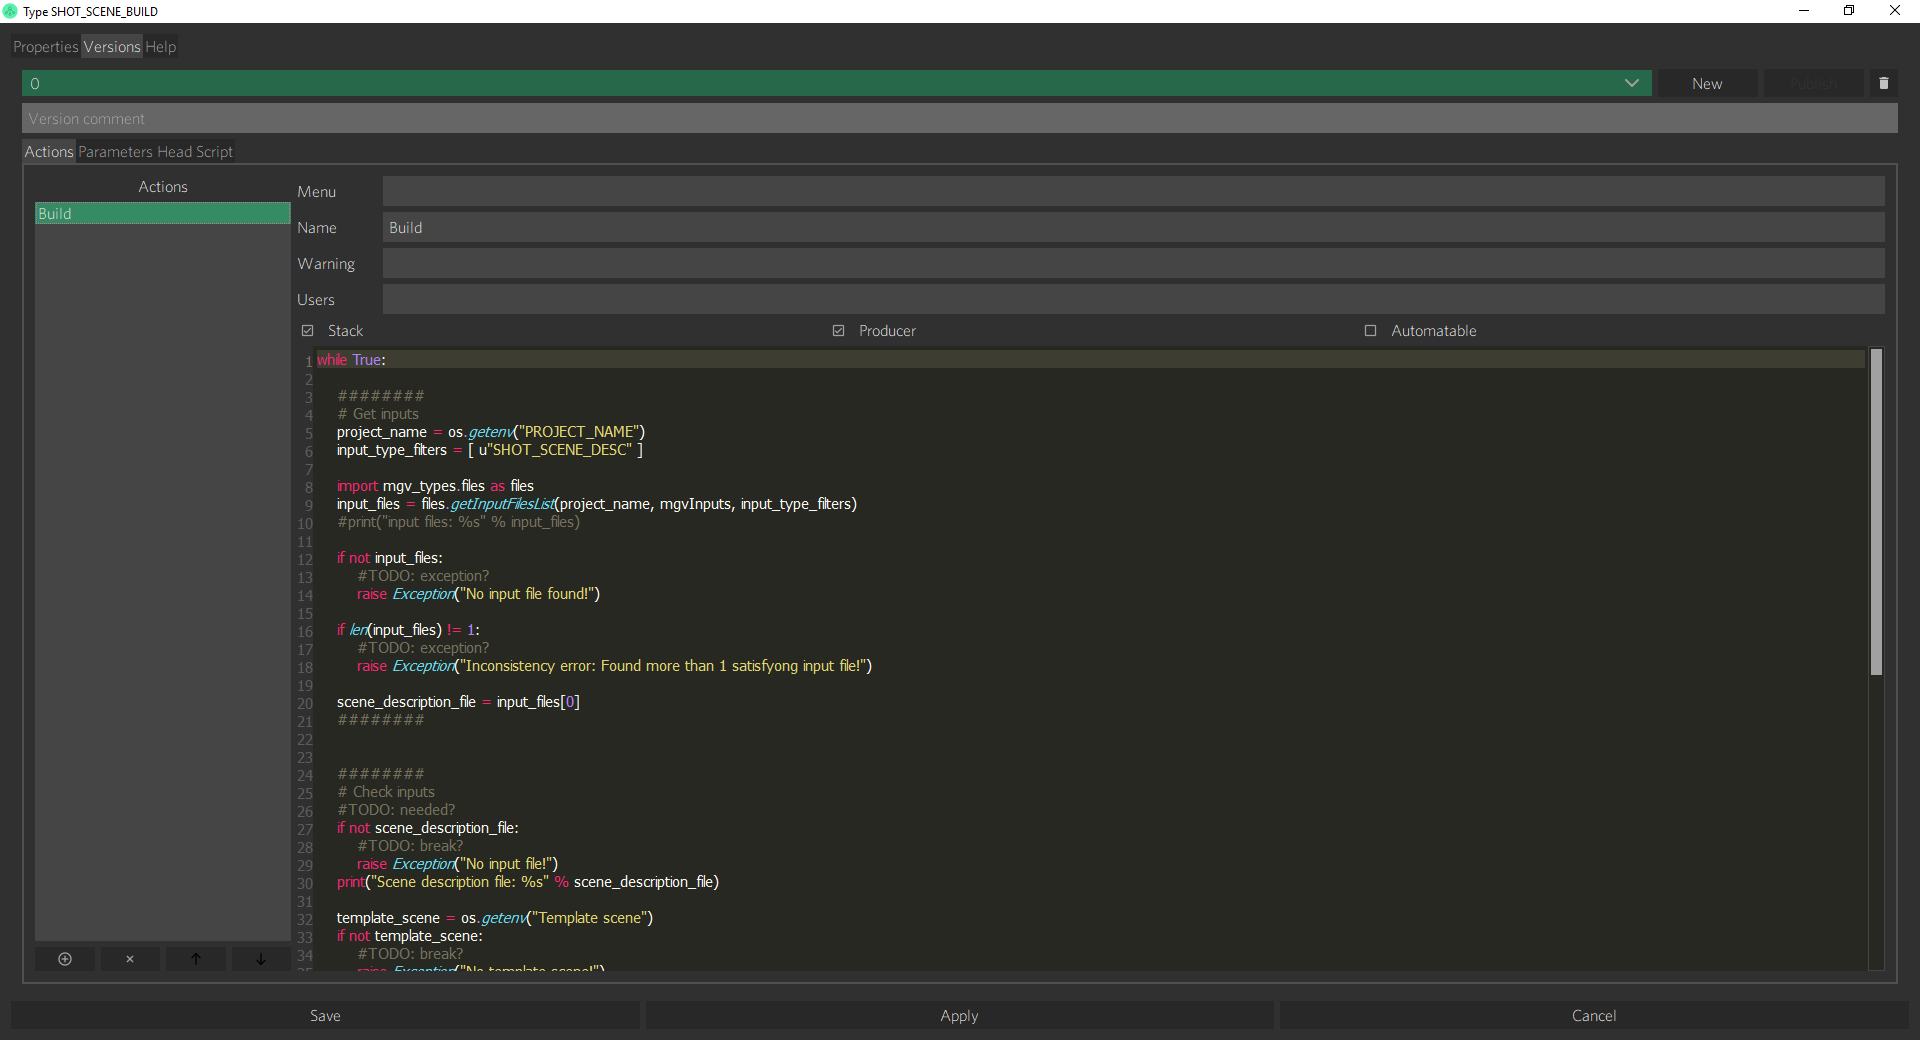 Type SHOT_SCENE_BUILD
Properties Versions Help
0
New
Publish
Version comment
Actions Parameters Head Script
Actions
Build
Menu
Name Build
Warning
Users
Stack Producer Automatable
1 while True:
2
3 ########
4 # Get inputs
5 project_name = os.getenv("PROJECT_NAME")
6 input_type_filters = [ u"SHOT_SCENE_DESC" ]
7
8 import mgv_types.files as files
9 input_files = files.getInputFilesList(project_name, mgvInputs, input_type_filters)
10 #print("input files: %s" % input_files)
11
12 if not input_files:
13 #TODO: exception?
14 raise Exception("No input file found!")
15
16 if len(input_files) != 1:
17 #TODO: exception?
18 raise Exception("Inconsistency error: Found more than 1 satisfyong input file!")
19
20 scene_description_file = input_files[0]
21 ########
22
23
24 ########
25 # Check inputs
26 #TODO: needed?
27 if not scene_description_file:
28 #TODO: break?
29 raise Exception("No input file!")
30 print("Scene description file: %s" % scene_description_file)
31
32 template_scene = os.getenv("Template scene")
33 if not template_scene:
34 #TODO: break?
35 raise Exception("No template scene!")
Save
Apply
Cancel